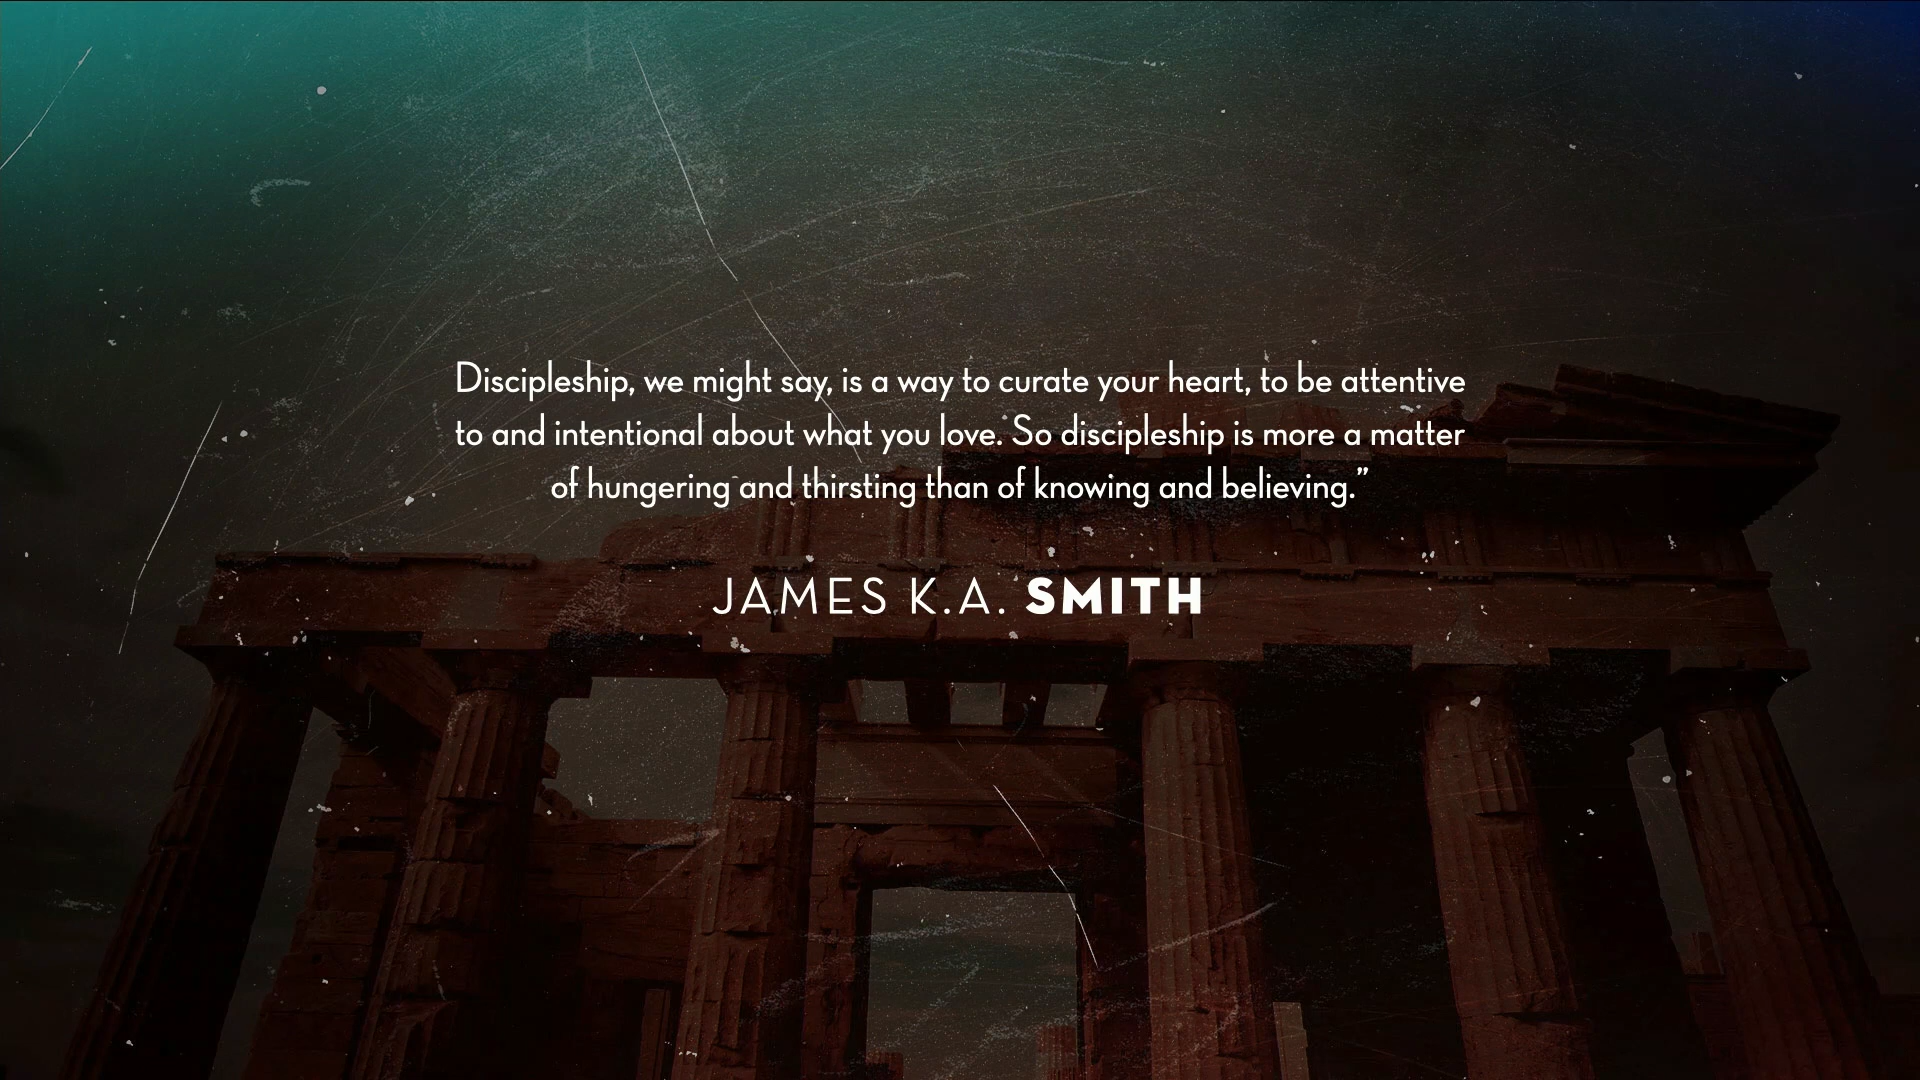 Discipleship, we might say, is a way to curate your heart, to be attentive
to and intentional about what you love. So discipleship is more a matter
of hungering and thirsting than of knowing and believing.”
JAMES K.A. SMITH